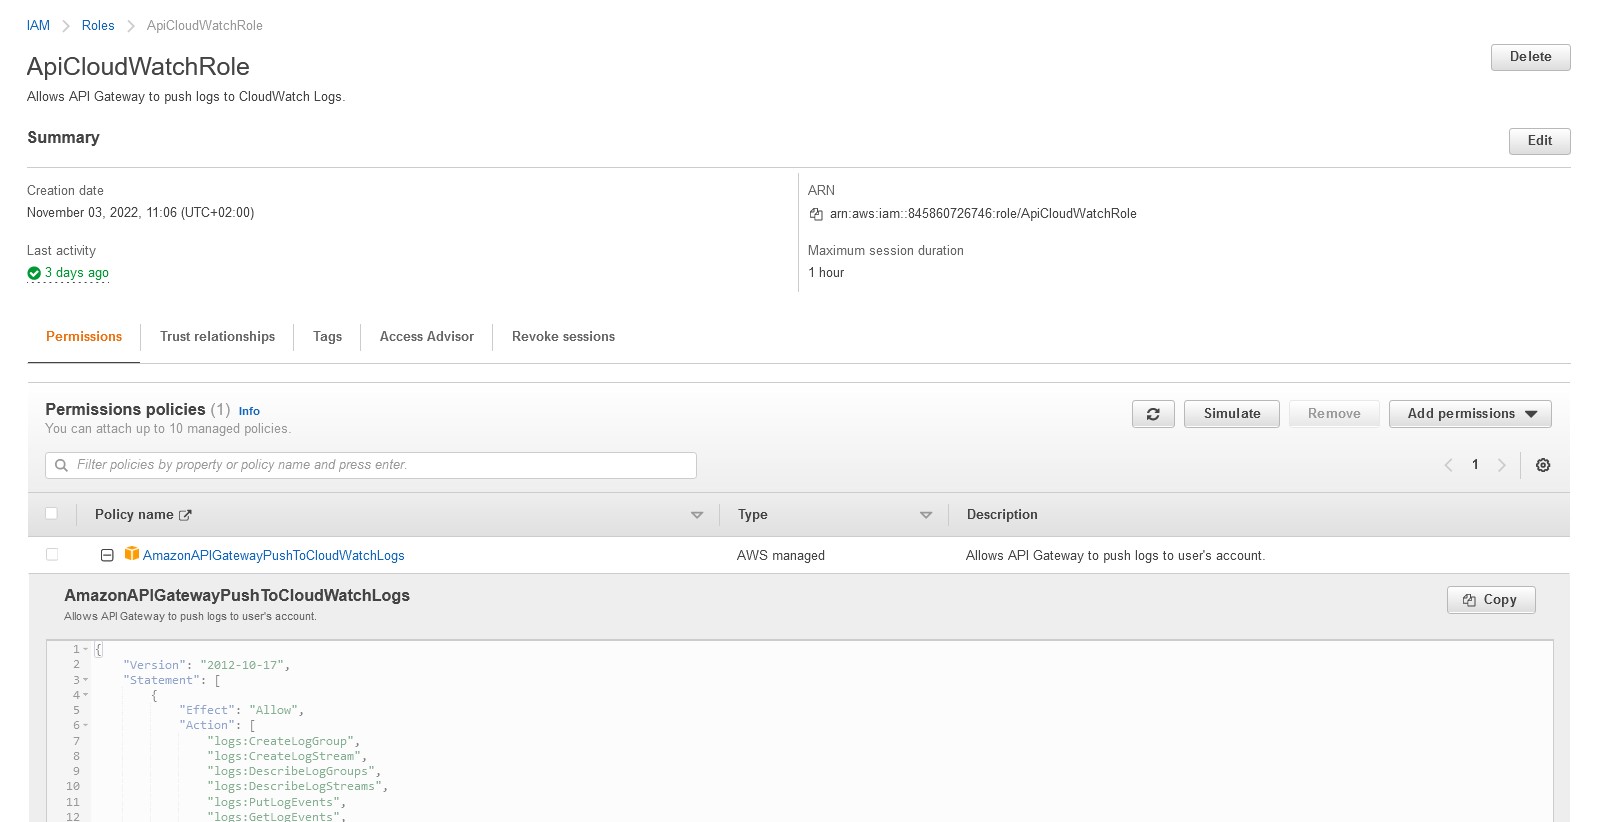 IAM > Roles > ApiCloudWatchRole
ApiCloudWatchRole
Delete
Allows API Gateway to push logs to CloudWatch Logs.
Summary
Edit
Creation date
November 03, 2022, 11:06 (UTC+02:00)
ARN
arn:aws:iam::845860726746:role/ApiCloudWatchRole
Last activity
3 days ago
Maximum session duration
1 hour
Permissions Trust relationships Tags Access Advisor Revoke sessions
Permissions policies (1) Info
You can attach up to 10 managed policies.
Simulate Remove Add permissions
Filter policies by property or policy name and press enter.
1
Policy name Type Description
AmazonAPIGatewayPushToCloudWatchLogs AWS managed Allows API Gateway to push logs to user's account.
AmazonAPIGatewayPushToCloudWatchLogs
Allows API Gateway to push logs to user's account.
Copy
1 {
2 "Version": "2012-10-17",
3 "Statement": [
4 {
5 "Effect": "Allow",
6 "Action": [
7 "logs:CreateLogGroup",
8 "logs:CreateLogStream",
9 "logs:DescribeLogGroups",
10 "logs:DescribeLogStreams",
11 "logs:PutLogEvents",
12 "logs:GetLogEvents",